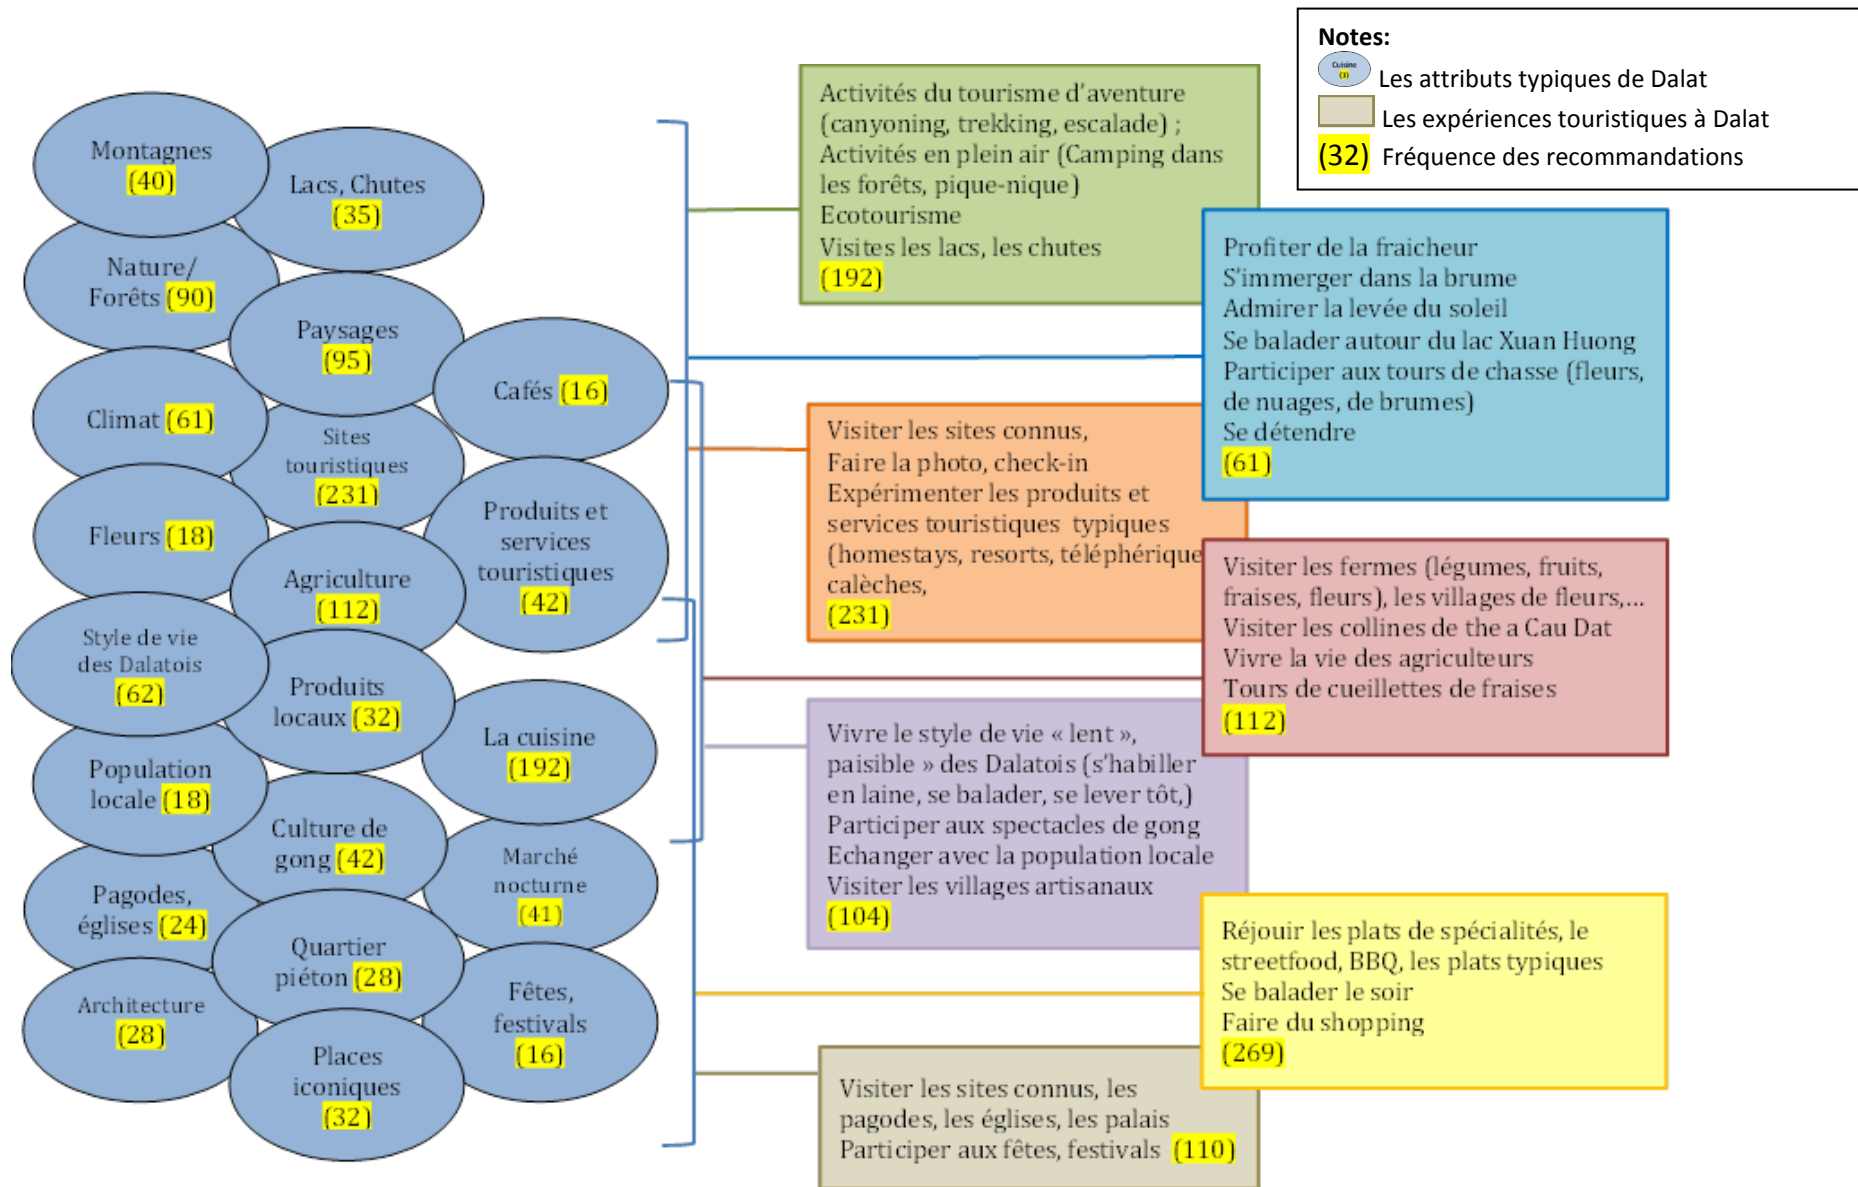 Notes:
Cuisine
(3)
Les attributs typiques de Dalat
Les expériences touristiques à Dalat
(32) Fréquence des recommandations
Montagnes
(40)
Lacs, Chutes
(35)
Nature/
Forêts (90)
Paysages
(95)
Cafés (16)
Climat (61)
Sites
touristiques
(231)
Fleurs (18)
Produits et
services
touristiques
(42)
Agriculture
(112)
Style de vie
des Dalatois
(62)
Produits
locaux (32)
La cuisine
(192)
Population
locale (18)
Culture de
gong (42)
Marché
nocturne
(41)
Pagodes,
églises (24)
Quartier
piéton (28)
Architecture
(28)
Fêtes,
festivals
(16)
Places
iconiques
(32)
Activités du tourisme d'aventure
(canyoning, trekking, escalade) ;
Activités en plein air (Camping dans
les forêts, pique-nique)
Ecotourisme
Visites les lacs, les chutes
(192)
Profiter de la fraicheur
S'immerger dans la brume
Admirer la levée du soleil
Se balader autour du lac Xuan Huong
Participer aux tours de chasse (fleurs,
de nuages, de brumes)
Se détendre
(61)
Visiter les sites connus,
Faire la photo, check-in
Expérimenter les produits et
services touristiques typiques
(homestays, resorts, téléphérique
calèches,
(231)
Visiter les fermes (légumes, fruits,
fraises, fleurs), les villages de fleurs,...
Visiter les collines de the a Cau Dat
Vivre la vie des agriculteurs
Tours de cueillettes de fraises
(112)
Vivre le style de vie « lent »,
paisible » des Dalatois (s'habiller
en laine, se balader, se lever tôt,)
Participer aux spectacles de gong
Echanger avec la population locale
Visiter les villages artisanaux
(104)
Réjouir les plats de spécialités, le
streetfood, BBQ, les plats typiques
Se balader le soir
Faire du shopping
(269)
Visiter les sites connus, les
pagodes, les églises, les palais
Participer aux fêtes, festivals (110)